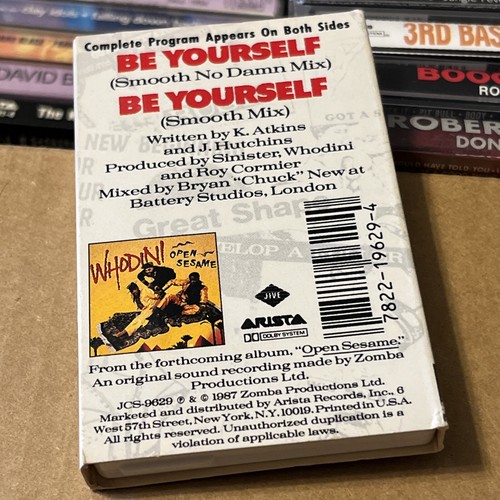 Complete Program Appears On Both Sides
BE YOURSELF
(Smooth No Damn Mix)
BE YOURSELF
(Smooth Mix)
Written by K. Atkins
and J. Hutchins
Produced by Sinister, Whodini
and Roy Cormier
Mixed by Bryan "Chuck" New at
Battery Studios, London
Great Shape
WHODINI
OPEN
SESAME
JIVE
ARISTA
DOLBY SYSTEM
7822-19629-4
From the forthcoming album, "Open Sesame."
An original sound recording made by Zomba
Productions Ltd.
JCS-9629 ℗ & © 1987 Zomba Productions Ltd.
Marketed and distributed by Arista Records, Inc., 6
West 57th Street, New York, N.Y. 10019. Printed in U.S.A.
All rights reserved. Unauthorized duplication is a
violation of applicable laws.
DAVID B
The
3RD BAS
BOO
RO
ROBER
DON